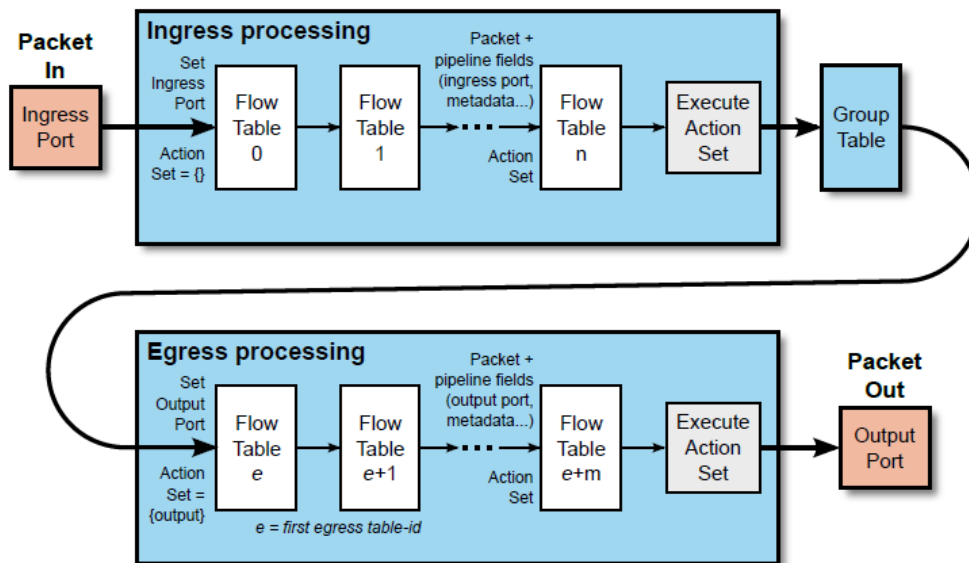 Packet
In
Ingress
Port
Ingress processing
Set
Ingress
Port
Action
Set = {}
Flow
Table
0
Flow
Table
1
Packet +
pipeline fields
(ingress port,
metadata...)
Action
Set
Flow
Table
n
Execute
Action
Set
Group
Table
Egress processing
Set
Output
Port
Action
Set =
{output}
Flow
Table
e
Flow
Table
e+1
e = first egress table-id
Packet +
pipeline fields
(output port,
metadata...)
Action
Set
Flow
Table
e+m
Execute
Action
Set
Packet
Out
Output
Port